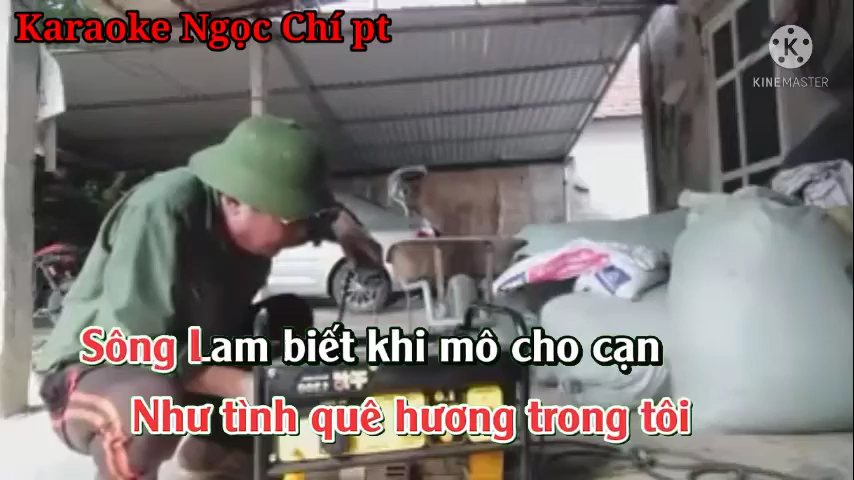 Karaoke Ngọc Chí pt
K
KINEMASTER
Sông Lam biết khi mô cho cạn
Như tình quê hương trong tôi